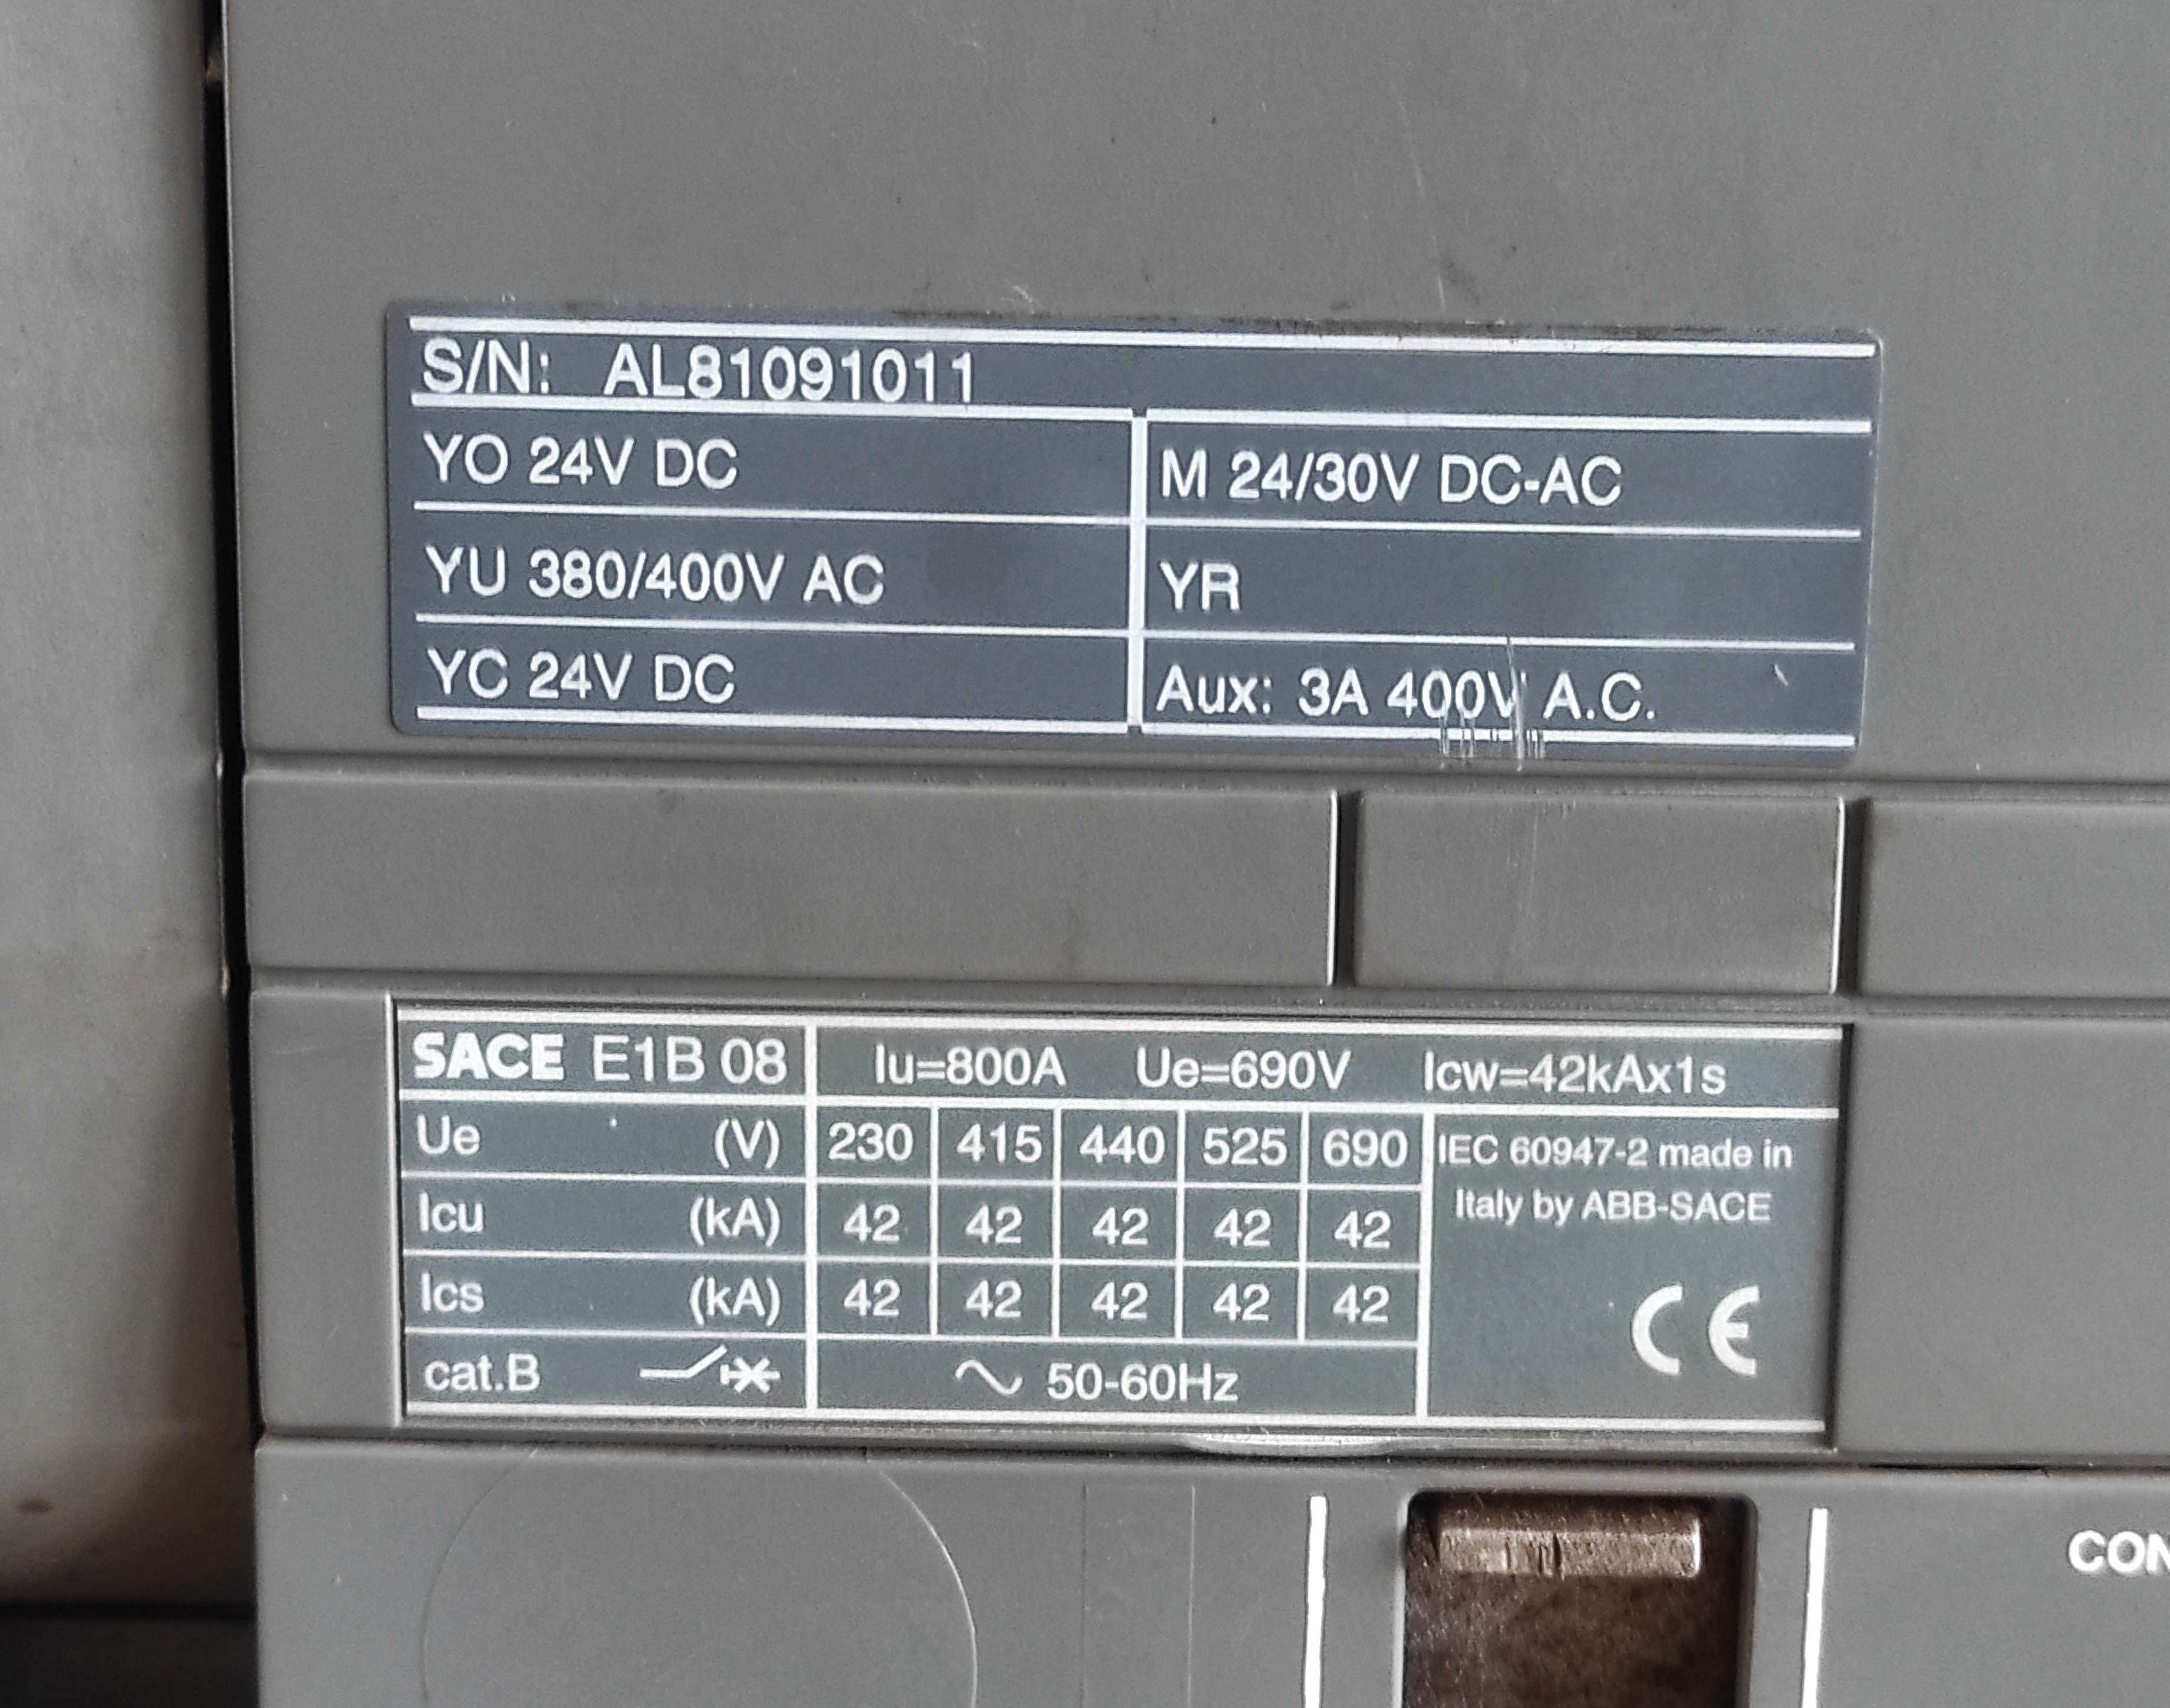 S/N: AL81091011
YO 24V DC
M 24/30V DC-AC
YU 380/400V AC
YR
YC 24V DC
Aux: 3A 400V A.C.
SACE E1B 08
Iu=800A Ue=690V Icw=42kAx1s
Ue (V) 230 415 440 525 690
IEC 60947-2 made in
Italy by ABB-SACE
Icu (kA) 42 42 42 42 42
Ics (kA) 42 42 42 42 42
CE
cat.B ~ 50-60Hz